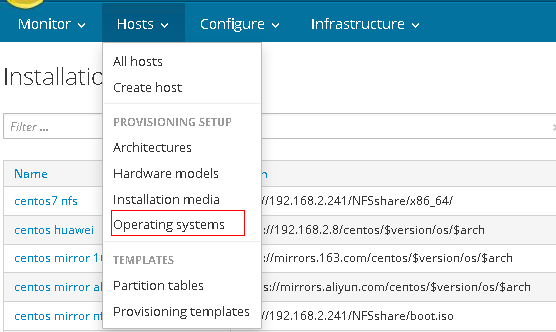 Monitor Hosts Configure Infrastructure
Installatio
All hosts
Create host
Filter ...
PROVISIONING SETUP
Architectures
Hardware models
Installation media
Operating systems
TEMPLATES
Partition tables
Provisioning templates
Name n
centos7 nfs ://192.168.2.241/NFSshare/x86_64/
centos huawei ://192.168.2.8/centos/$version/os/$arch
centos mirror 16 ://mirrors.163.com/centos/$version/os/$arch
centos mirror al s://mirrors.aliyun.com/centos/$version/os/$arch
centos mirror nf ://192.168.2.241/NFSshare/boot.iso